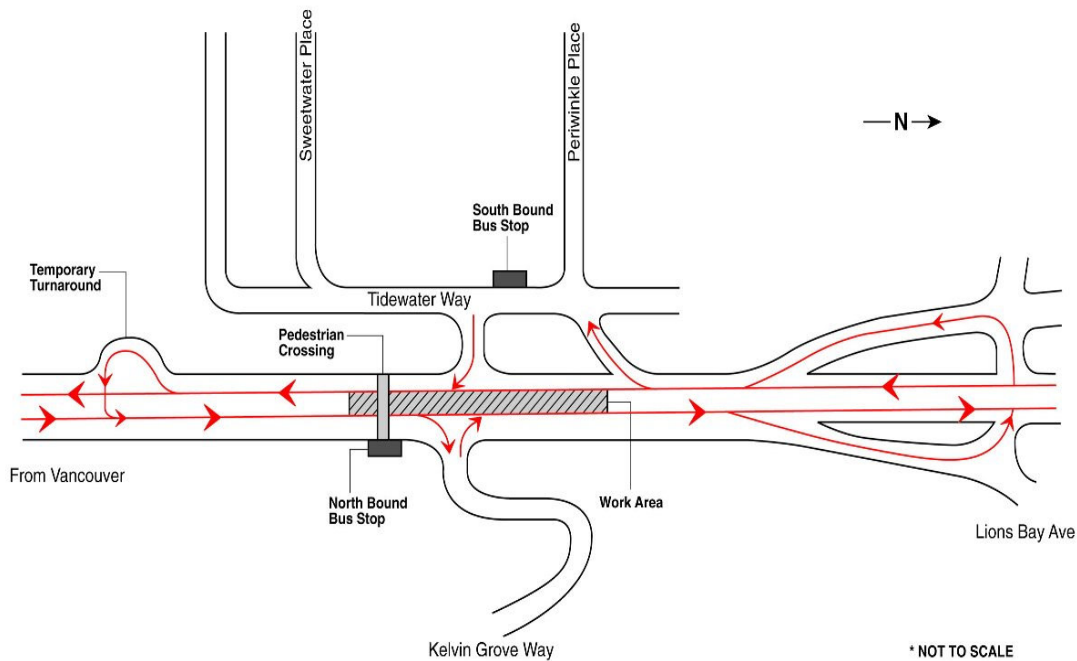 Sweetwater Place
Periwinkle Place
N
South Bound
Bus Stop
Temporary
Turnaround
Tidewater Way
Pedestrian
Crossing
From Vancouver
North Bound
Bus Stop
Work Area
Lions Bay Ave
Kelvin Grove Way
* NOT TO SCALE